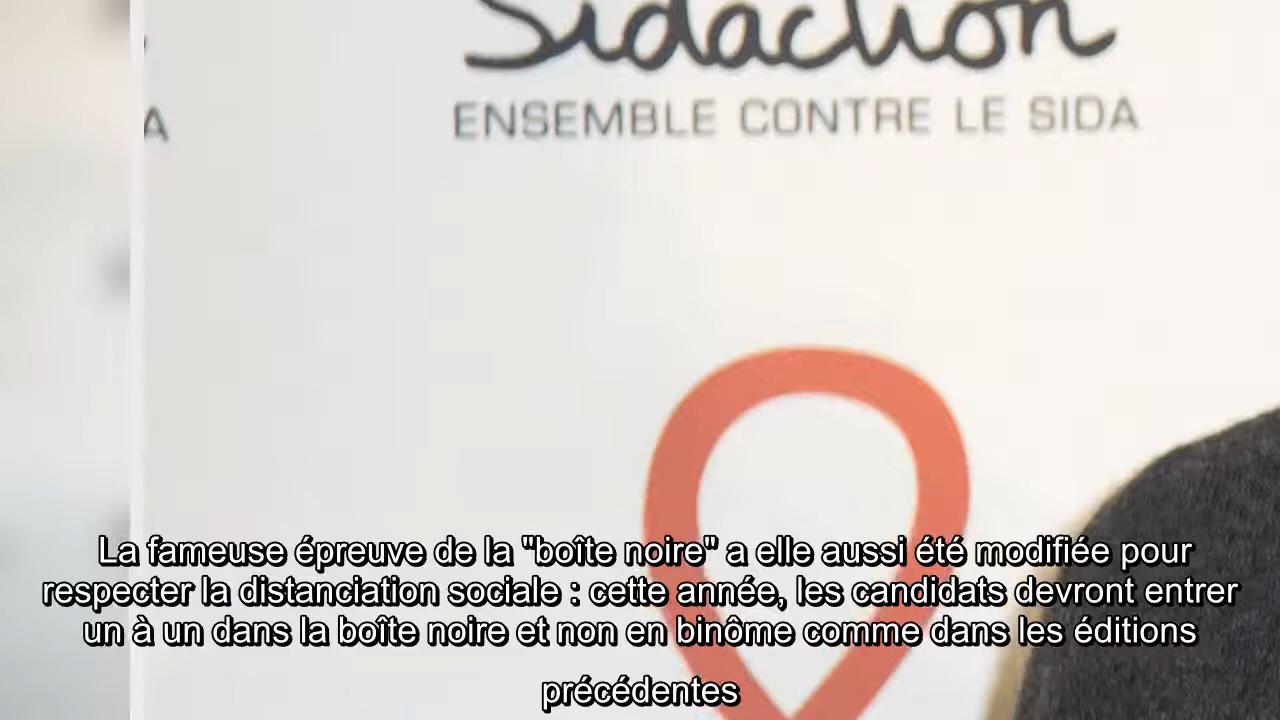 Sidaction
A
ENSEMBLE CONTRE LE SIDA
La fameuse épreuve de la "boîte noire" a elle aussi été modifiée pour
respecter la distanciation sociale : cette année, les candidats devront entrer
un à un dans la boîte noire et non en binôme comme dans les éditions
précédentes